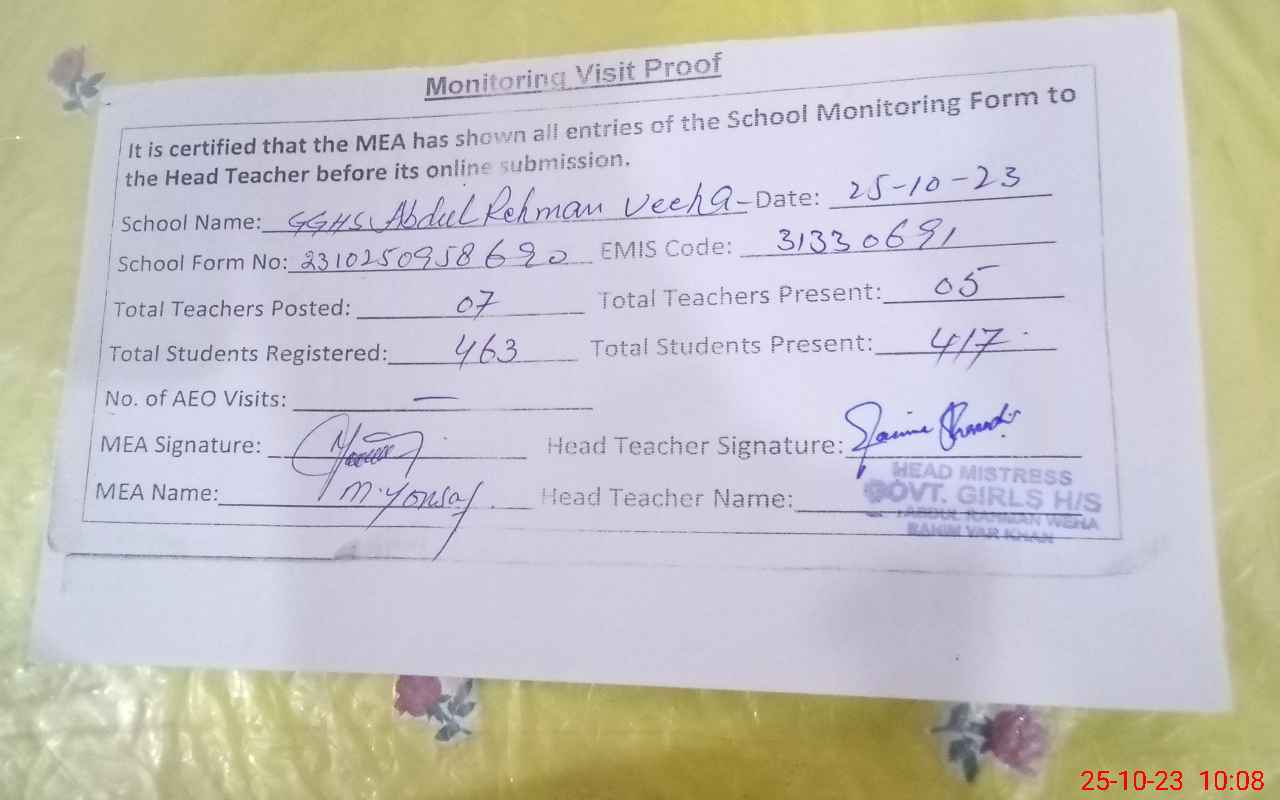 Monitoring Visit Proof
It is certified that the MEA has shown all entries of the School Monitoring Form to
the Head Teacher before its online submission.
School Name: GGHS Abdul Rehman Veeha Date: 25-10-23
School Form No: 2310250958690 EMIS Code: 31330691
Total Teachers Posted: 07 Total Teachers Present: 05
Total Students Registered: 463 Total Students Present: 417
No. of AEO Visits: —
MEA Signature: Head Teacher Signature:
MEA Name: M. Yousaf Head Teacher Name:
HEAD MISTRESS
GOVT. GIRLS H/S
ABDUL RAHMAN WEHA
RAHIM YAR KHAN
25-10-23 10:08